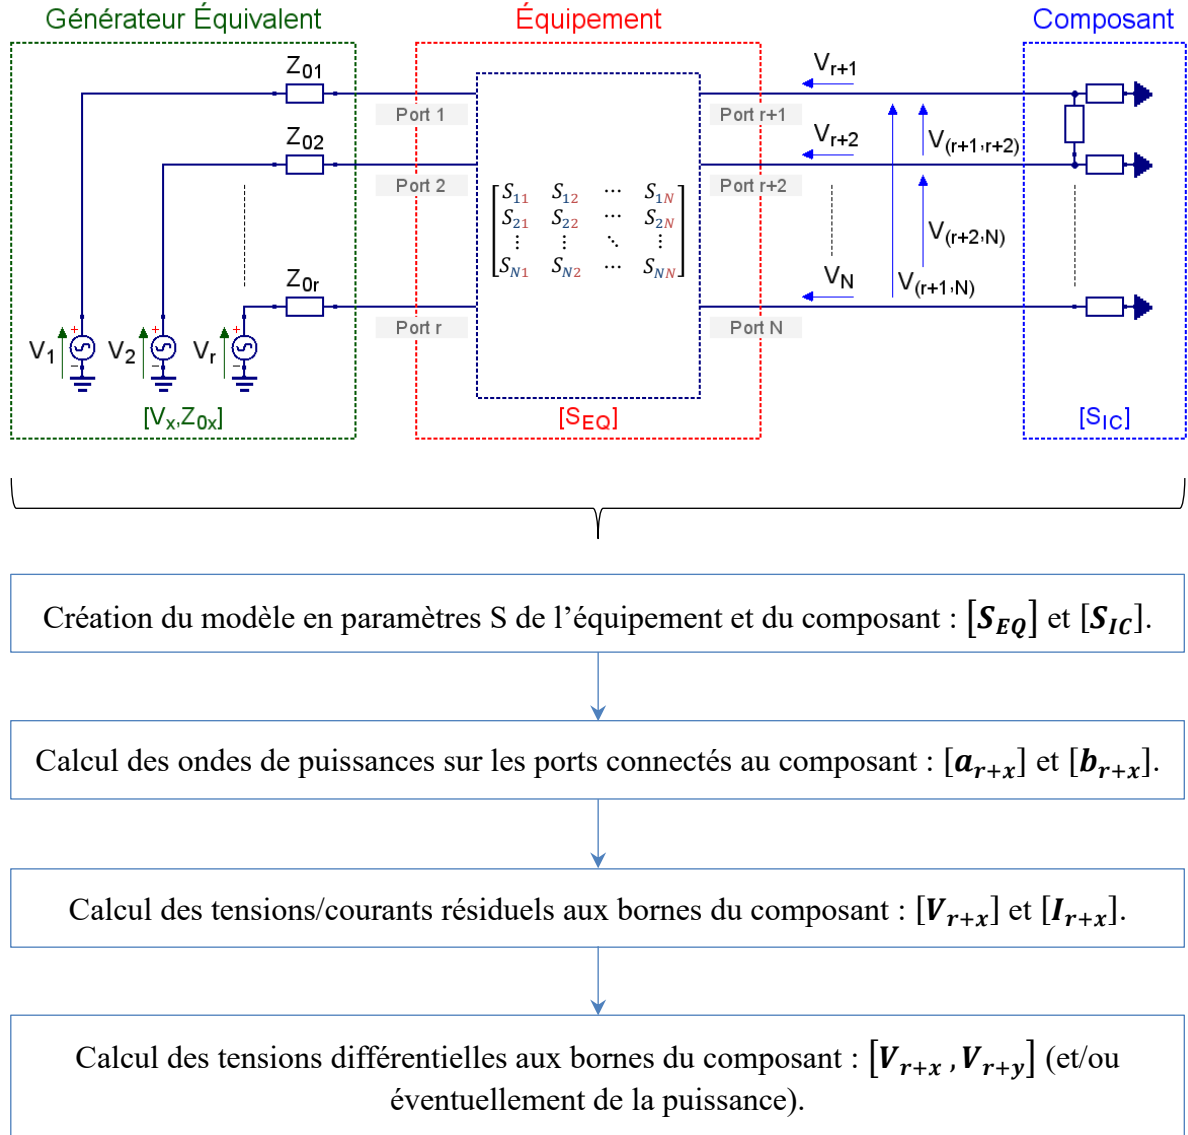 Générateur Équivalent Équipement Composant
Z01 Vr+1
Port 1 Port r+1
Z02 Vr+2 V(r+1,r+2)
Port 2 Port r+2
[S11 S12 ⋯ S1N
S21 S22 ⋯ S2N
⋮ ⋮ ⋱ ⋮
SN1 SN2 ⋯ SNN]
V(r+2,N)
Z0r VN V(r+1,N)
Port r Port N
V1 + − V2 + − Vr + −
[Vx,Z0x] [SEQ] [SIC]
Création du modèle en paramètres S de l’équipement et du composant : [SEQ] et [SIC].
Calcul des ondes de puissances sur les ports connectés au composant : [ar+x] et [br+x].
Calcul des tensions/courants résiduels aux bornes du composant : [Vr+x] et [Ir+x].
Calcul des tensions différentielles aux bornes du composant : [Vr+x , Vr+y] (et/ou
éventuellement de la puissance).